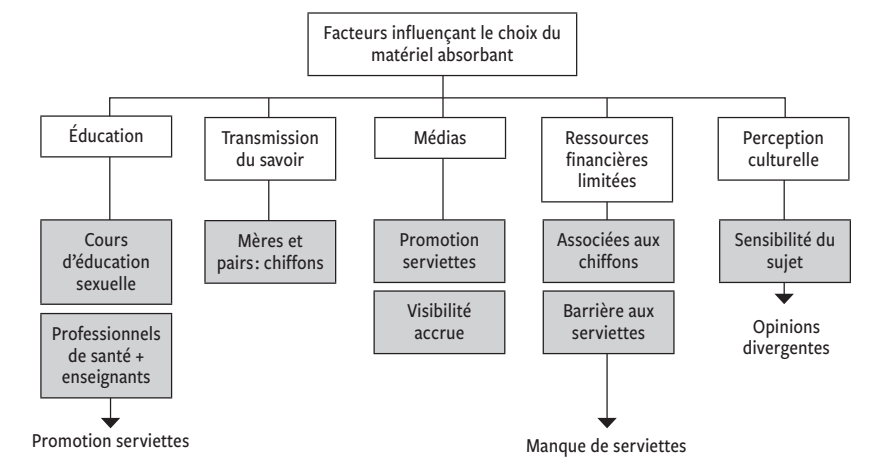 Facteurs influençant le choix du
matériel absorbant
Éducation
Transmission
du savoir
Médias
Ressources
financières
limitées
Perception
culturelle
Cours
d'éducation
sexuelle
Mères et
pairs : chiffons
Promotion
serviettes
Associées aux
chiffons
Sensibilité du
sujet
Professionnels
de santé +
enseignants
Visibilité
accrue
Barrière aux
serviettes
Opinions
divergentes
Promotion serviettes
Manque de serviettes